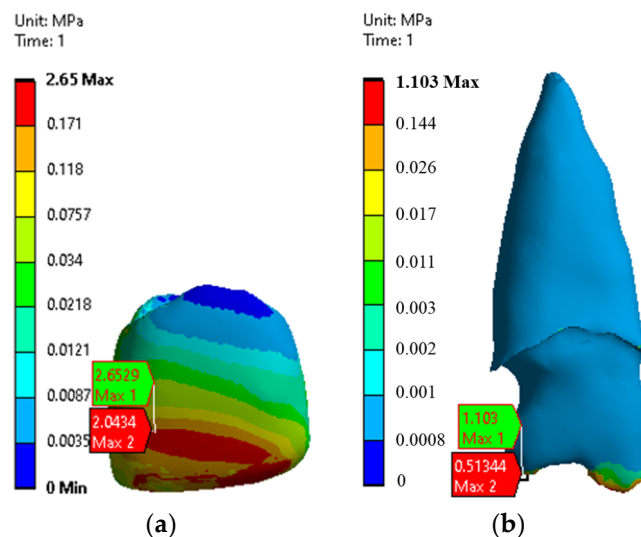 Unit: MPa
Time: 1
2.65 Max
0.171
0.118
0.0757
0.034
0.0218
0.0121
0.0087
0.0035
0 Min
2.6529
Max 1
2.0434
Max 2
(a)
Unit: MPa
Time: 1
1.103 Max
0.144
0.026
0.017
0.011
0.003
0.002
0.001
0.0008
0
1.103
Max 1
0.51344
Max 2
(b)